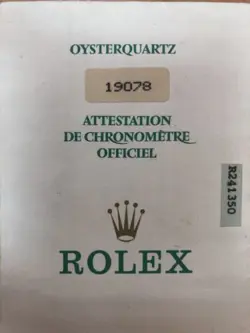 OYSTERQUARTZ
19078
ATTESTATION
DE CHRONOMÈTRE
OFFICIEL
R241350
ROLEX